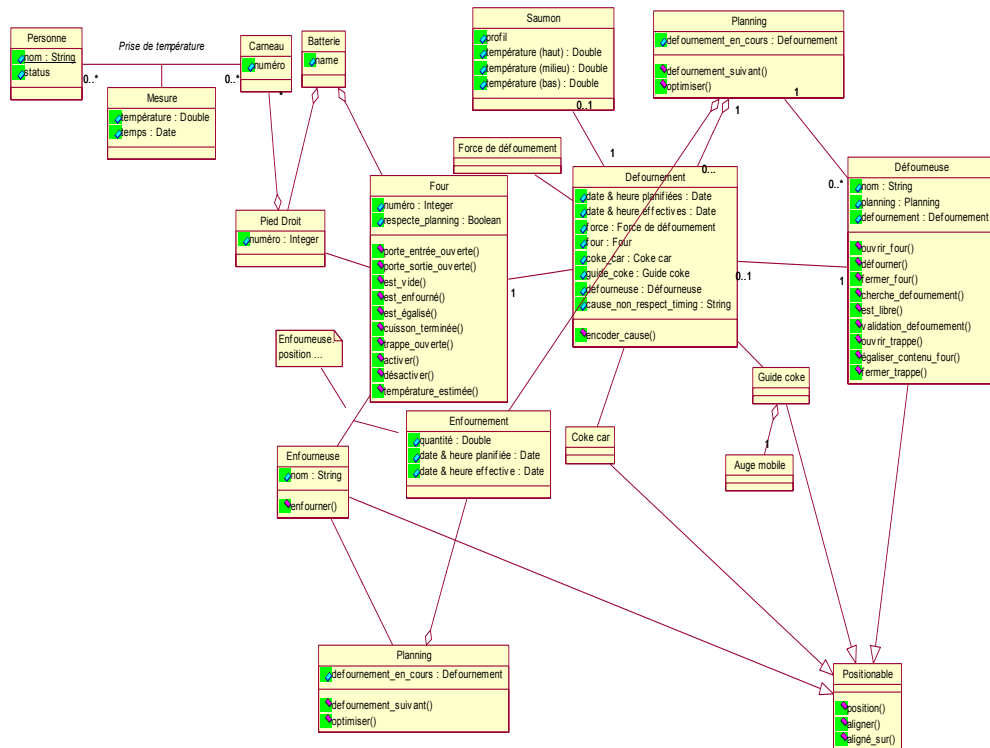 Personne
nom : String
status
0..*
Prise de température
Carneau
numéro
0..*
*
Batterie
name
Mesure
température : Double
temps : Date
Saumon
profil
température (haut) : Double
température (milieu) : Double
température (bas) : Double
0..1
1
Planning
defournement_en_cours : Defournement
defournement_suivant()
optimiser()
1
1
0...
0..*
Force de défournement
Pied Droit
numéro : Integer
Four
numéro : Integer
respecte_planning : Boolean
porte_entrée_ouverte()
porte_sortie_ouverte()
est_vide()
est_enfourné()
est_égalisé()
cuisson_terminée()
trappe_ouverte()
activer()
désactiver()
température_estimée()
1
Defournement
date & heure planifiées : Date
date & heure effectives : Date
force : Force de défournement
four : Four
coke_car : Coke car
guide_coke : Guide coke
defourneuse : Défourneuse
cause_non_respect_timing : String
encoder_cause()
0..1
1
Défourneuse
nom : String
planning : Planning
defournement : Defournement
ouvrir_four()
défourner()
fermer_four()
cherche_defournement()
est_libre()
validation_defournement()
ouvrir_trappe()
égaliser_contenu_four()
fermer_trappe()
Enfourneuse.
position ...
Enfourneuse
nom : String
enfourner()
Enfournement
quantité : Double
date & heure planifiée : Date
date & heure effective : Date
Coke car
Guide coke
1
Auge mobile
Planning
defournement_en_cours : Defournement
defournement_suivant()
optimiser()
Positionable
position()
aligner()
aligné_sur()